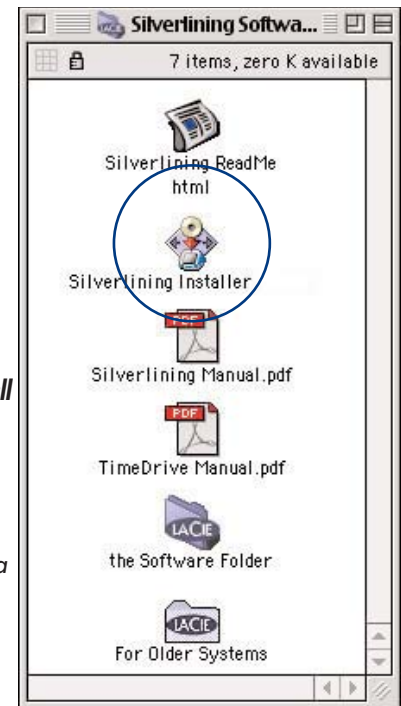 Silverlining Softwa...
7 items, zero K available
Silverlining ReadMe
html
Silverlining Installer
PDF
Silverlining Manual.pdf
ll
PDF
TimeDrive Manual.pdf
a
LACIE
the Software Folder
LACIE
For Older Systems